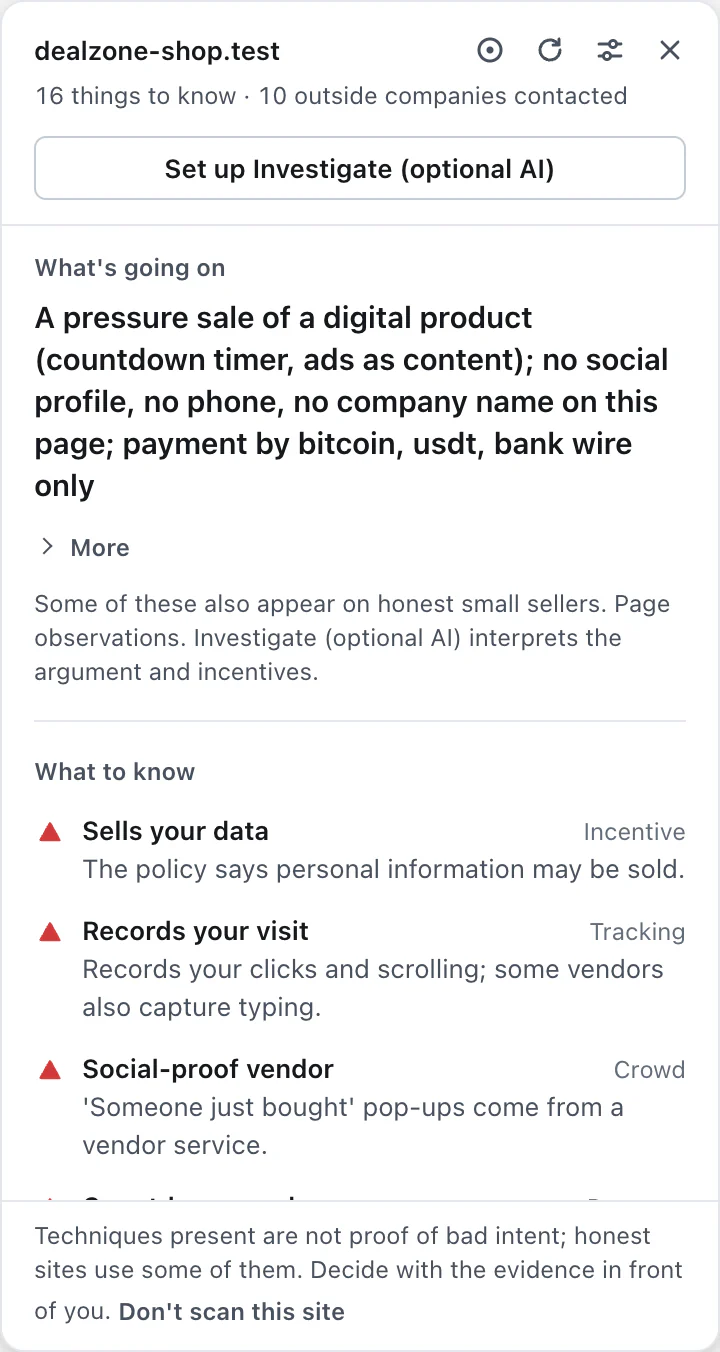 dealzone-shop.test
16 things to know · 10 outside companies contacted
Set up Investigate (optional AI)
What's going on
A pressure sale of a digital product
(countdown timer, ads as content); no social
profile, no phone, no company name on this
page; payment by bitcoin, usdt, bank wire
only
More
Some of these also appear on honest small sellers. Page
observations. Investigate (optional AI) interprets the
argument and incentives.
What to know
Sells your data Incentive
The policy says personal information may be sold.
Records your visit Tracking
Records your clicks and scrolling; some vendors
also capture typing.
Social-proof vendor Crowd
'Someone just bought' pop-ups come from a
vendor service.
Techniques present are not proof of bad intent; honest
sites use some of them. Decide with the evidence in front
of you. Don't scan this site